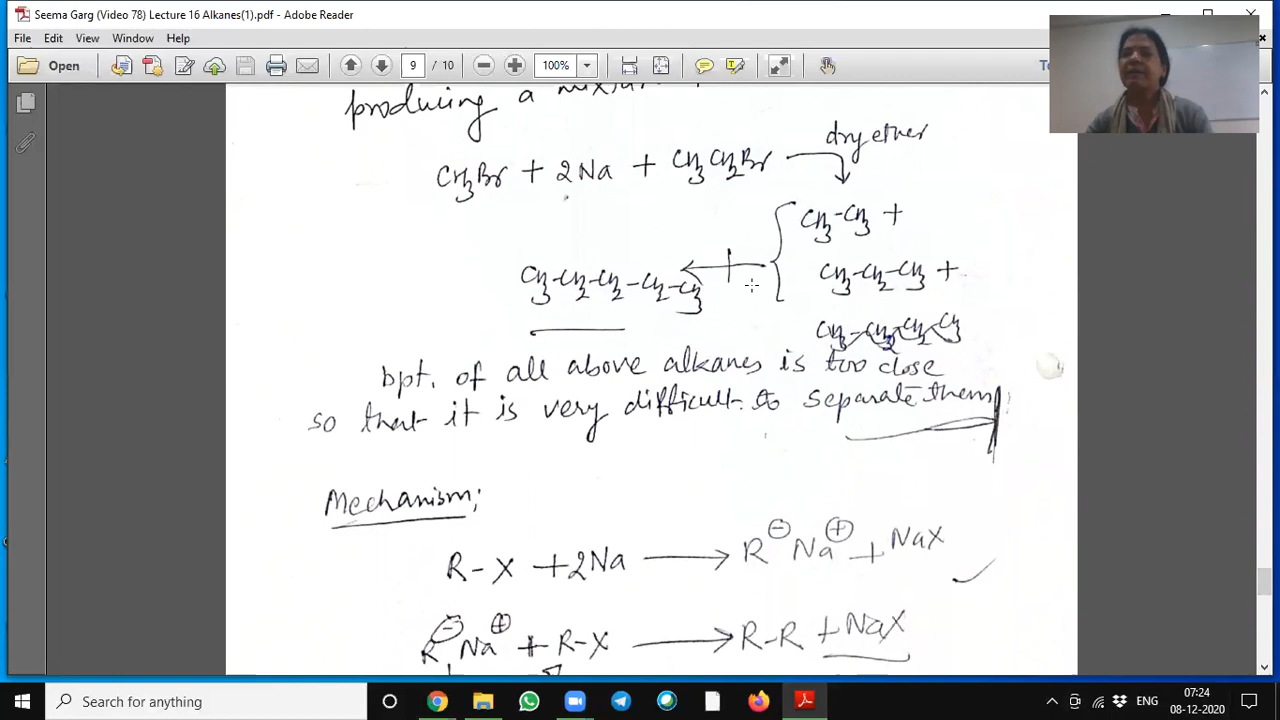 Seema Garg (Video 78) Lecture 16 Alkanes(1).pdf - Adobe Reader
File Edit View Window Help
Open 9 / 10 100%
producing a
CH3Br + 2Na + CH3CH2Br
dry ether
CH3-CH3 +
CH3-CH2-CH3 +
CH3-CH2-CH2-CH2-CH3
bpt. of all above alkanes is too close
so that it is very difficult to separate them
Mechanism;
R-X + 2Na → R⊖ Na⊕ + NaX
R⊖ Na⊕ + R-X → R-R + NaX
Search for anything
ENG
07:24
08-12-2020